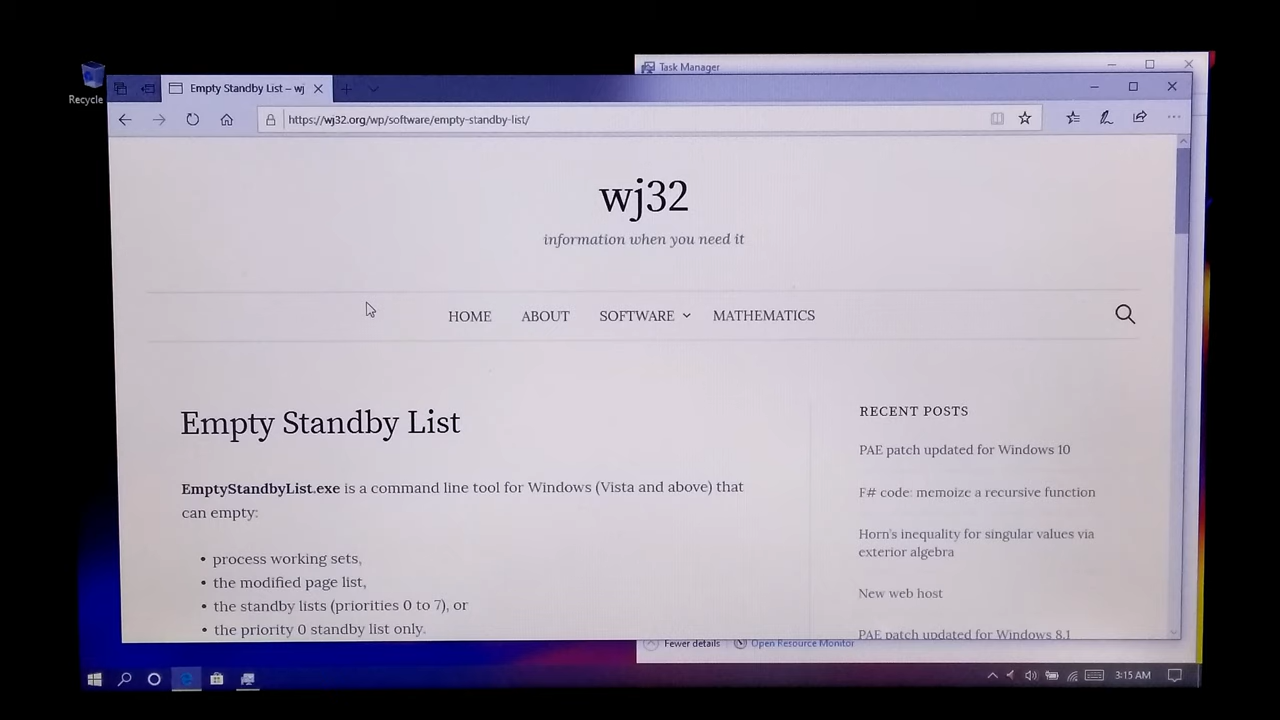 Task Manager
Recycle
Empty Standby List – wj
https://wj32.org/wp/software/empty-standby-list/
wj32
information when you need it
HOME
ABOUT
SOFTWARE
MATHEMATICS
Empty Standby List
EmptyStandbyList.exe is a command line tool for Windows (Vista and above) that
can empty:
• process working sets,
• the modified page list,
• the standby lists (priorities 0 to 7), or
• the priority 0 standby list only.
RECENT POSTS
PAE patch updated for Windows 10
F# code: memoize a recursive function
Horn's inequality for singular values via
exterior algebra
New web host
PAE patch updated for Windows 8.1
Fewer details
Open Resource Monitor
3:15 AM